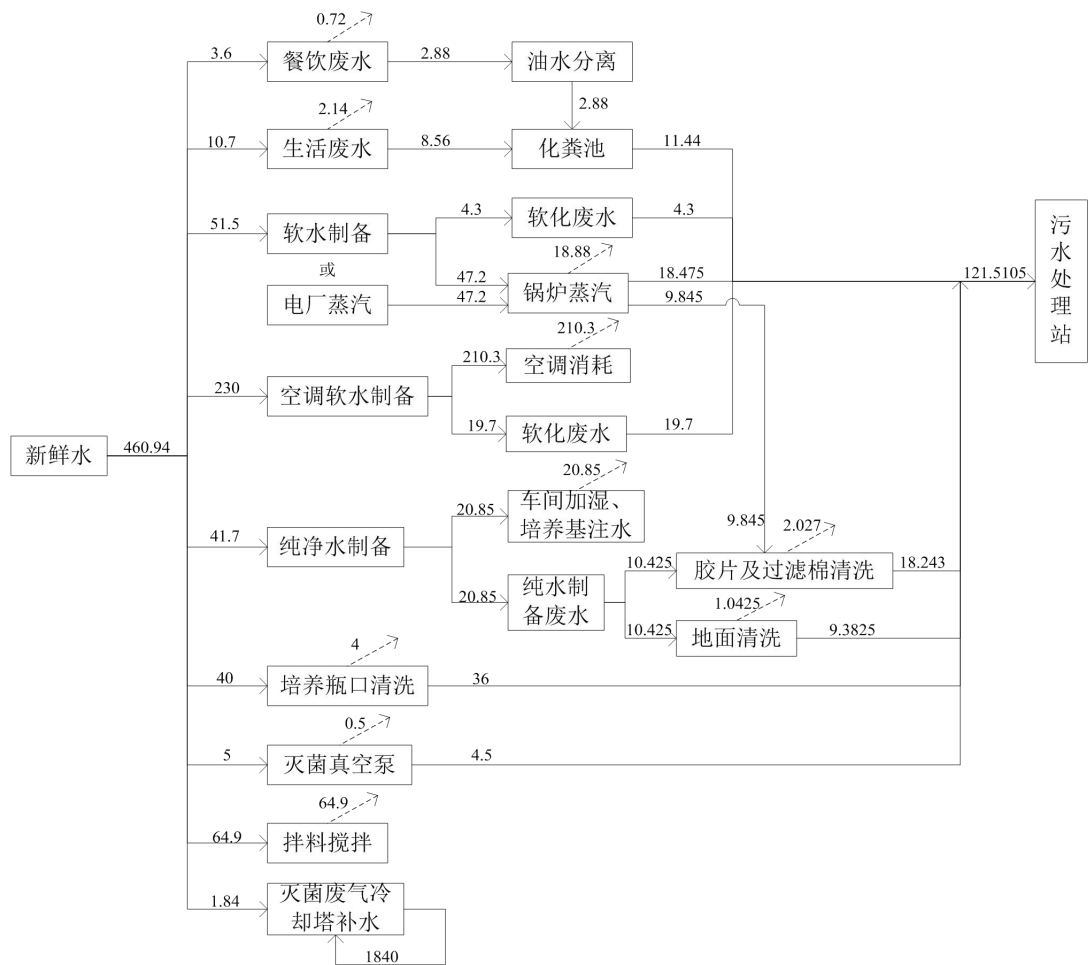 0.72
3.6
餐饮废水
2.88
油水分离
2.14
2.88
10.7
生活废水
8.56
化粪池
11.44
51.5
软水制备
4.3
软化废水
4.3
18.88
或
47.2
锅炉蒸汽
18.475
121.5105
污水处理站
电厂蒸汽
47.2
9.845
210.3
210.3
空调消耗
230
空调软水制备
19.7
软化废水
19.7
新鲜水
460.94
20.85
20.85
车间加湿、
培养基注水
9.845
2.027
41.7
纯净水制备
10.425
胶片及过滤棉清洗
18.243
20.85
纯水制
备废水
1.0425
10.425
地面清洗
9.3825
4
40
培养瓶口清洗
36
0.5
5
灭菌真空泵
4.5
64.9
64.9
拌料搅拌
1.84
灭菌废气冷
却塔补水
1840